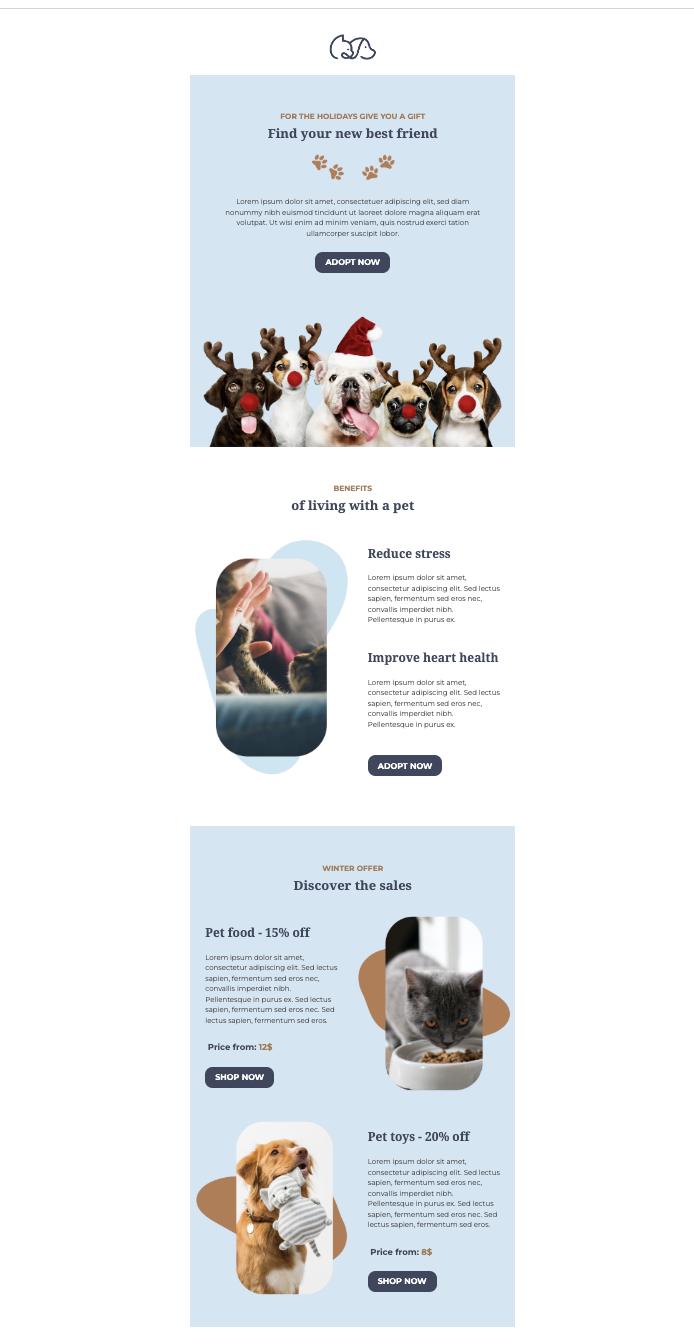 FOR THE HOLIDAYS GIVE YOU A GIFT
Find your new best friend
Lorem ipsum dolor sit amet, consectetuer adipiscing elit, sed diam
nonummy nibh euismod tincidunt ut laoreet dolore magna aliquam erat
volutpat. Ut wisi enim ad minim veniam, quis nostrud exerci tation
ullamcorper suscipit lobor.
ADOPT NOW
BENEFITS
of living with a pet
Reduce stress
Lorem ipsum dolor sit amet,
consectetur adipiscing elit. Sed lectus
sapien, fermentum sed eros nec,
convallis imperdiet nibh.
Pellentesque in purus ex.
Improve heart health
Lorem ipsum dolor sit amet,
consectetur adipiscing elit. Sed lectus
sapien, fermentum sed eros nec,
convallis imperdiet nibh.
Pellentesque in purus ex.
ADOPT NOW
WINTER OFFER
Discover the sales
Pet food - 15% off
Lorem ipsum dolor sit amet,
consectetur adipiscing elit. Sed lectus
sapien, fermentum sed eros nec,
convallis imperdiet nibh.
Pellentesque in purus ex. Sed lectus
sapien, fermentum sed eros nec. Sed
lectus sapien, fermentum sed eros.
Price from: 12$
SHOP NOW
Pet toys - 20% off
Lorem ipsum dolor sit amet,
consectetur adipiscing elit. Sed lectus
sapien, fermentum sed eros nec,
convallis imperdiet nibh.
Pellentesque in purus ex. Sed lectus
sapien, fermentum sed eros nec. Sed
lectus sapien, fermentum sed eros.
Price from: 8$
SHOP NOW